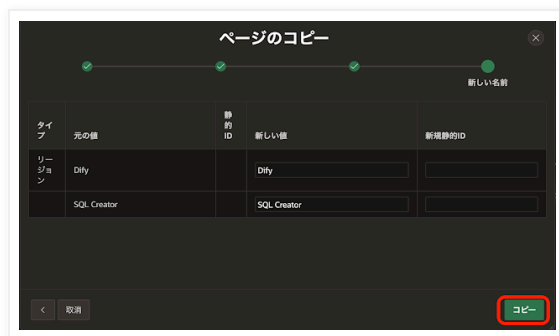 ページのコピー
新しい名前
タイプ 元の値 静的ID 新しい値 新規静的ID
リージョン Dify Dify
SQL Creator SQL Creator
取消 コピー